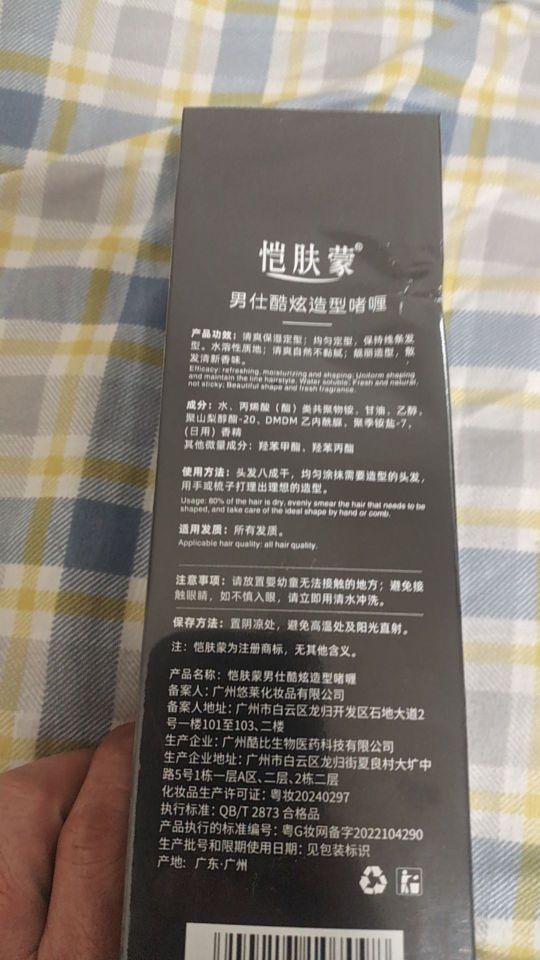 恺肤蒙®
男仕酷炫造型啫喱
产品功效：清爽保湿定型；均匀定型，保持线条发
型。水溶性质地；清爽自然不黏腻；靓丽造型，散
发清新香味。
Efficacy: refreshing, moisturizing and shaping; Uniform shaping
and maintain the line hairstyle. Water soluble; Fresh and natural,
not sticky; Beautiful shape and fresh fragrance.
成分：水、丙烯酸（酯）类共聚物铵、甘油、乙醇、
聚山梨醇酯-20、DMDM 乙内酰脲、聚季铵盐-7、
(日用）香精
其他微量成分：羟苯甲酯、羟苯丙酯
使用方法：头发八成干，均匀涂抹需要造型的头发，
用手或梳子打理出理想的造型。
Usage: 80% of the hair is dry, evenly smear the hair that needs to be
shaped, and take care of the ideal shape by hand or comb.
适用发质：所有发质。
Applicable hair quality: all hair quality.
注意事项：请放置婴幼童无法接触的地方；避免接
触眼睛，如不慎入眼，请立即用清水冲洗。
保存方法：置阴凉处，避免高温处及阳光直射。
注：恺肤蒙为注册商标，无其他含义。
产品名称：恺肤蒙男仕酷炫造型啫喱
备案人：广州悠莱化妆品有限公司
备案人地址：广州市白云区龙归开发区石地大道2
号一楼101至103、二楼
生产企业：广州酷比生物医药科技有限公司
生产企业地址：广州市白云区龙归街夏良村大圹中
路5号1栋一层A区、二层、2栋二层
化妆品生产许可证：粤妆20240297
执行标准：QB/T 2873 合格品
产品执行的标准编号：粤G妆网备字2022104290
生产批号和限期使用日期：见包装标识
产地：广东·广州